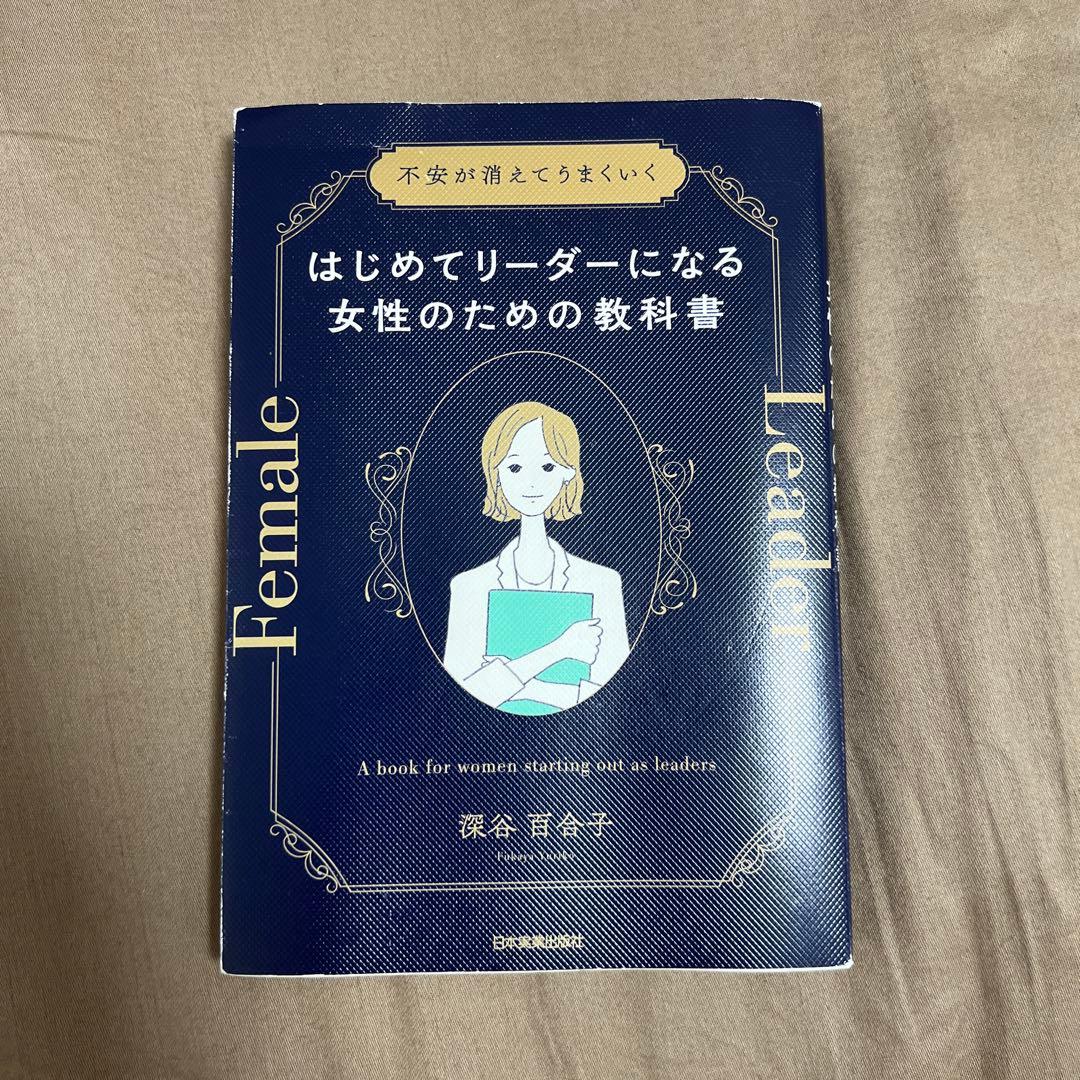 不安が消えてうまくいく
はじめてリーダーになる
女性のための教科書
Female
Leader
A book for women starting out as leaders
深谷 百合子
Fukaya Yuriko
日本実業出版社